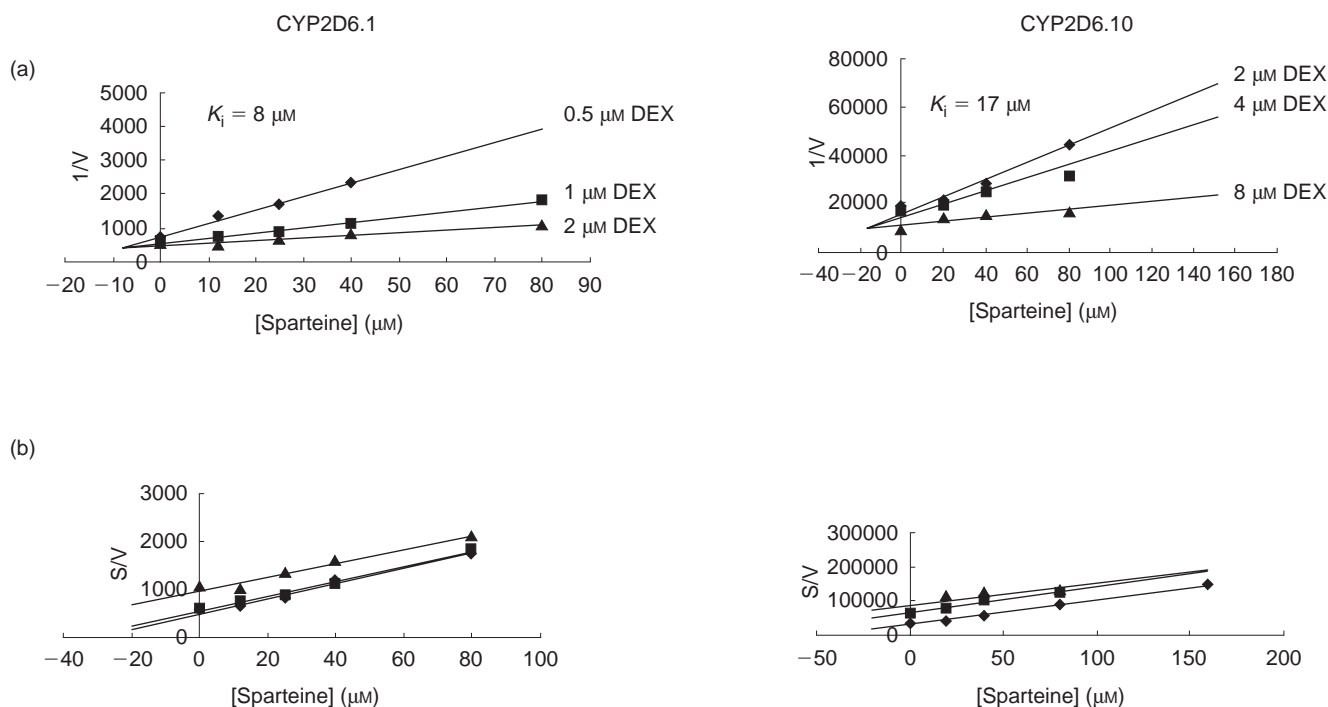 CYP2D6.1
CYP2D6.10
(a)
5000
4000
3000
2000
1000
0
1/V
Ki = 8 μM
0.5 μM DEX
1 μM DEX
2 μM DEX
−20 −10 0 10 20 30 40 50 60 70 80 90
[Sparteine] (μM)
80000
60000
40000
20000
0
1/V
Ki = 17 μM
2 μM DEX
4 μM DEX
8 μM DEX
−40 −20 0 20 40 60 80 100 120 140 160 180
[Sparteine] (μM)
(b)
3000
2000
1000
0
S/V
−40 −20 0 20 40 60 80 100
[Sparteine] (μM)
300000
200000
100000
0
S/V
−50 0 50 100 150 200
[Sparteine] (μM)